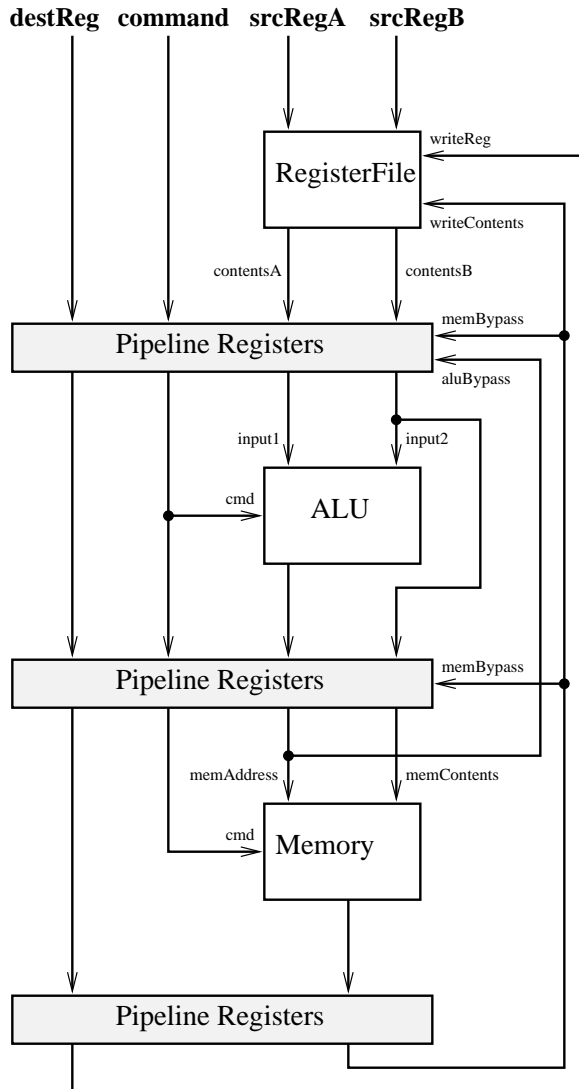 destReg command srcRegA srcRegB
writeReg
RegisterFile
writeContents
contentsA contentsB
memBypass
Pipeline Registers
aluBypass
input1 input2
cmd ALU
memBypass
Pipeline Registers
memAddress memContents
cmd Memory
Pipeline Registers